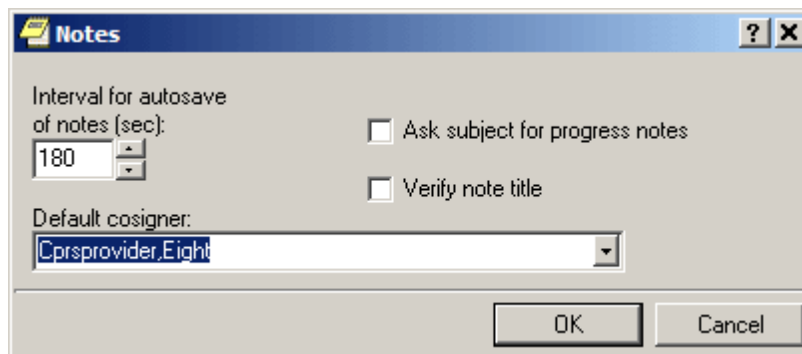 Notes
Interval for autosave
of notes (sec):
180
Ask subject for progress notes
Verify note title
Default cosigner:
Cprsprovider,Eight
OK
Cancel